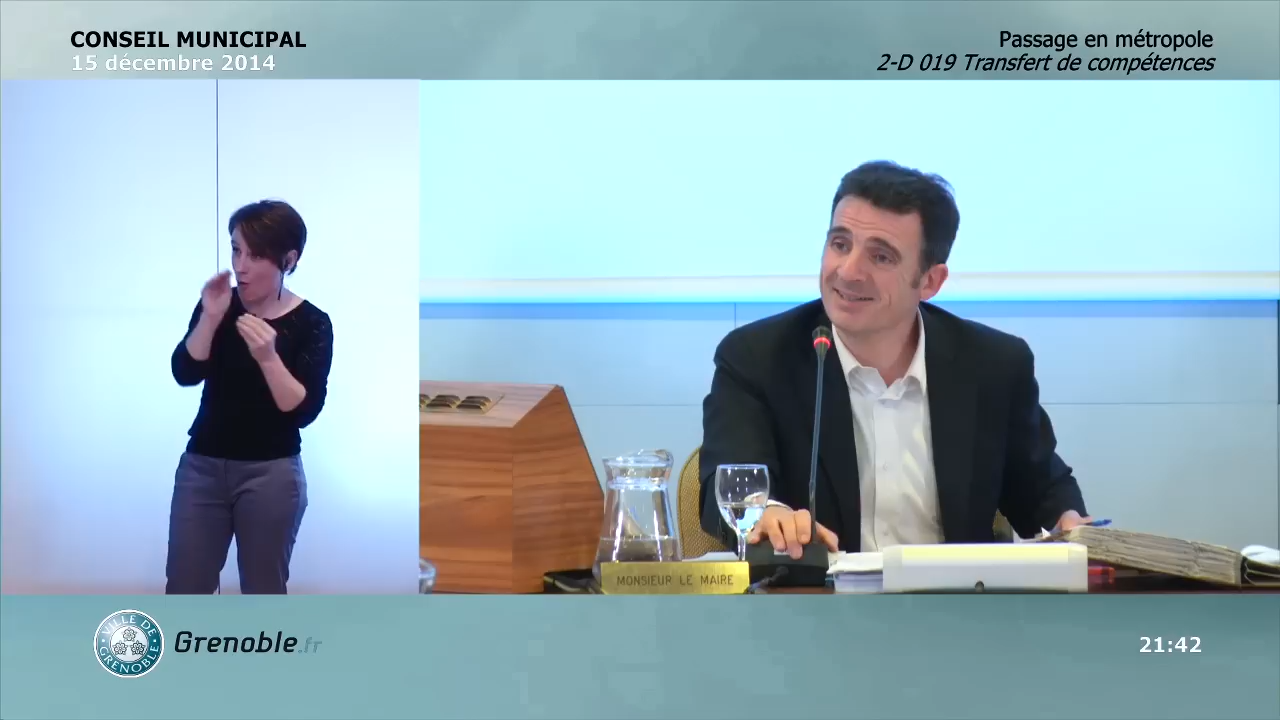 CONSEIL MUNICIPAL
15 décembre 2014
Passage en métropole
2-D 019 Transfert de compétences
MONSIEUR LE MAIRE
VILLE DE GRENOBLE
Grenoble.fr
21:42